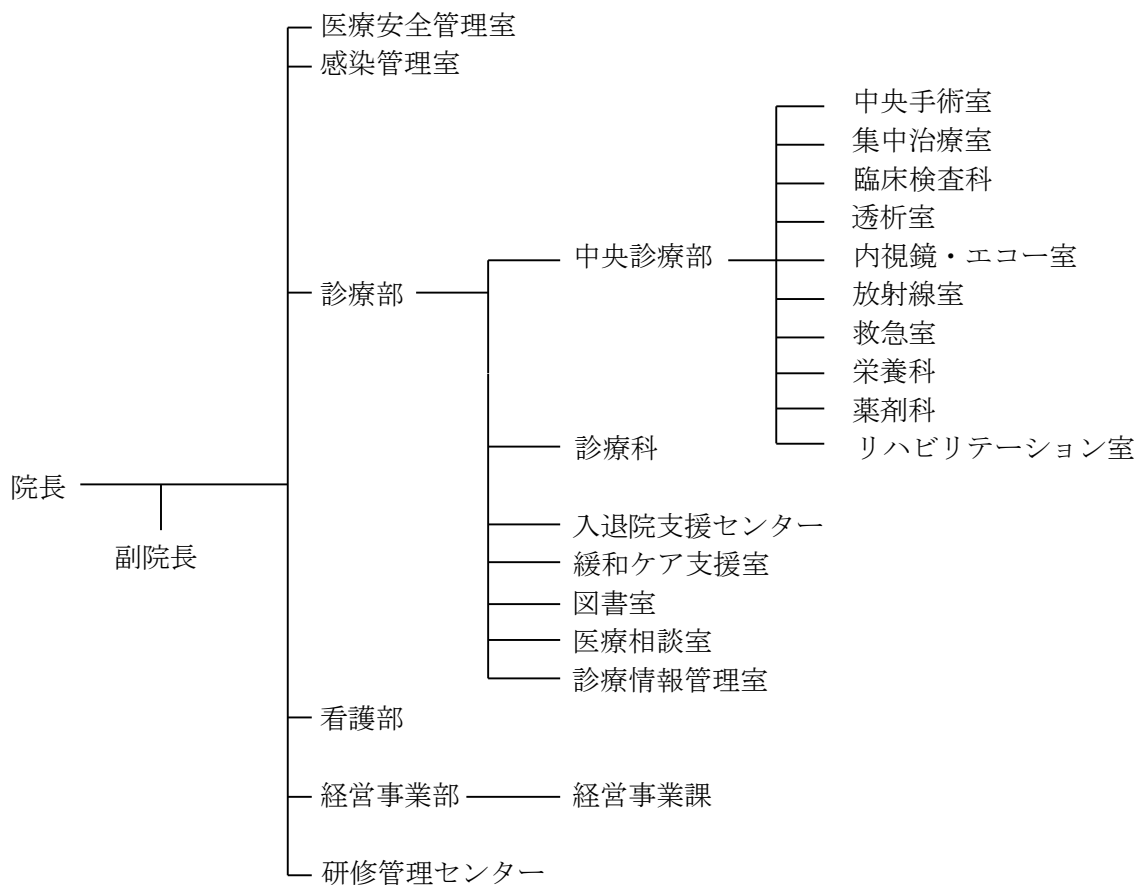 医療安全管理室
感染管理室
中央手術室
集中治療室
臨床検査科
透析室
中央診療部
内視鏡・エコー室
診療部
放射線室
救急室
栄養科
薬剤科
診療科
リハビリテーション室
院長
入退院支援センター
副院長
緩和ケア支援室
図書室
医療相談室
診療情報管理室
看護部
経営事業部
経営事業課
研修管理センター